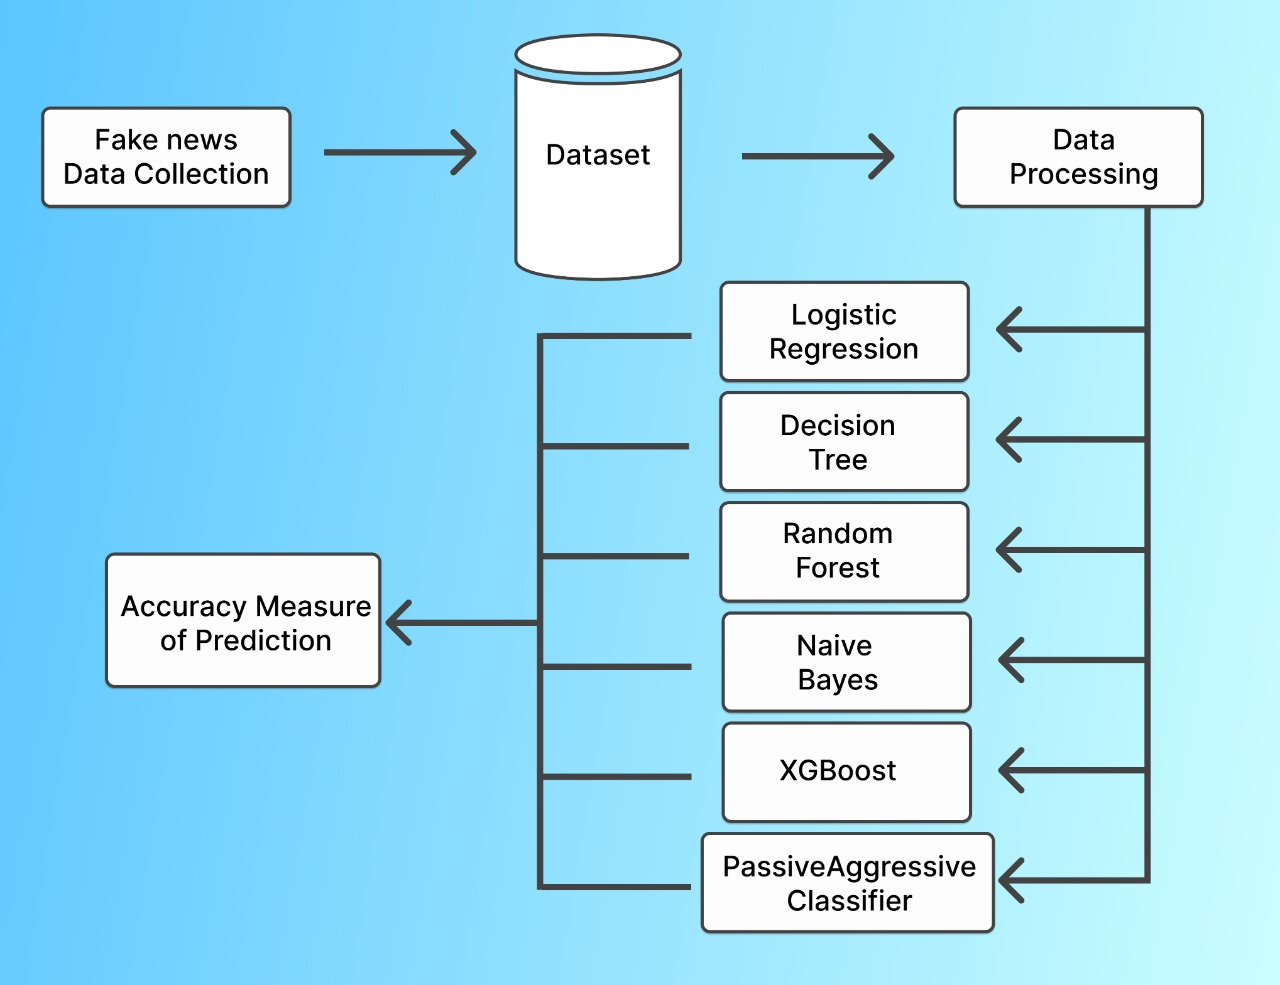 Fake news
Data Collection
Dataset
Data
Processing
Logistic
Regression
Decision
Tree
Random
Forest
Naive
Bayes
XGBoost
PassiveAggressive
Classifier
Accuracy Measure
of Prediction